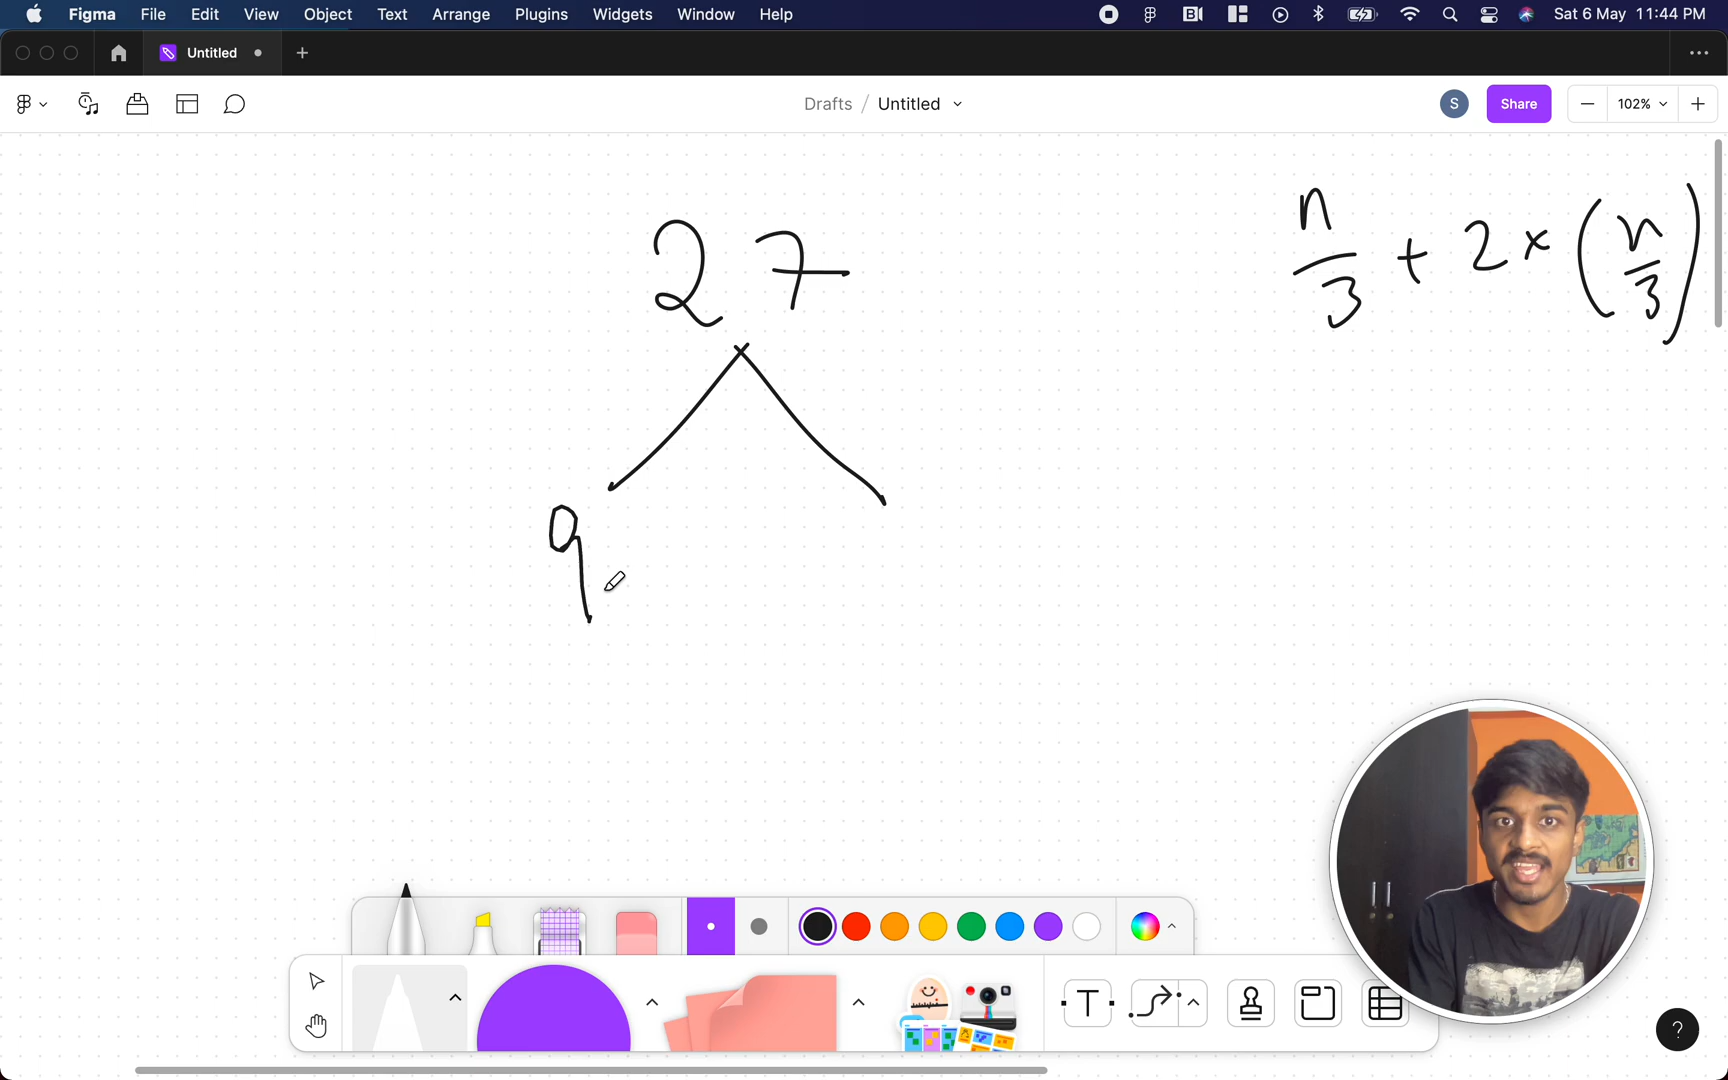 Figma File Edit View Object Text Arrange Plugins Widgets Window Help Sat 6 May 11:44 PM
Untitled
Drafts / Untitled S Share 102%
27
n/3 + 2 × (n/3)
9
T
?